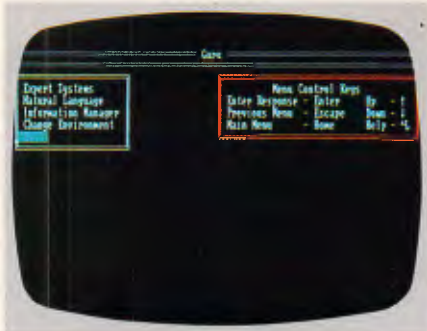 Guru
Expert Systems
Natural Language
Information Manager
Change Environment
Menu Control Keys
Enter Response - Enter Up - ↑
Previous Menu - Escape Down - ↓
Main Menu - Home Help -